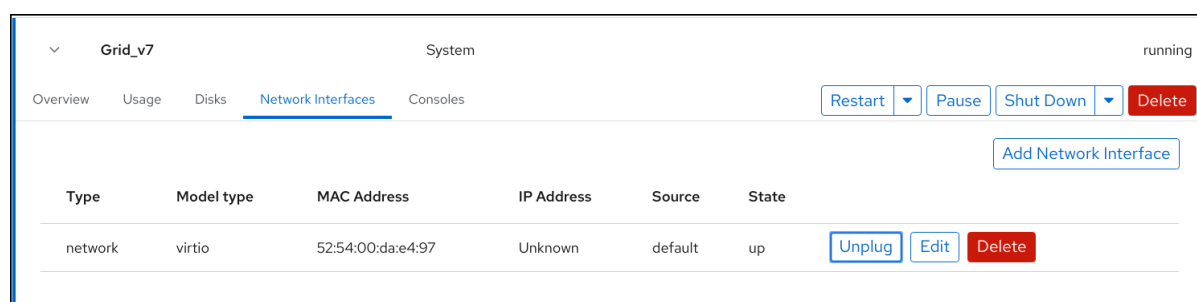 Grid_v7 System running
Overview Usage Disks Network Interfaces Consoles Restart Pause Shut Down Delete
Add Network Interface
Type Model type MAC Address IP Address Source State
network virtio 52:54:00:da:e4:97 Unknown default up Unplug Edit Delete